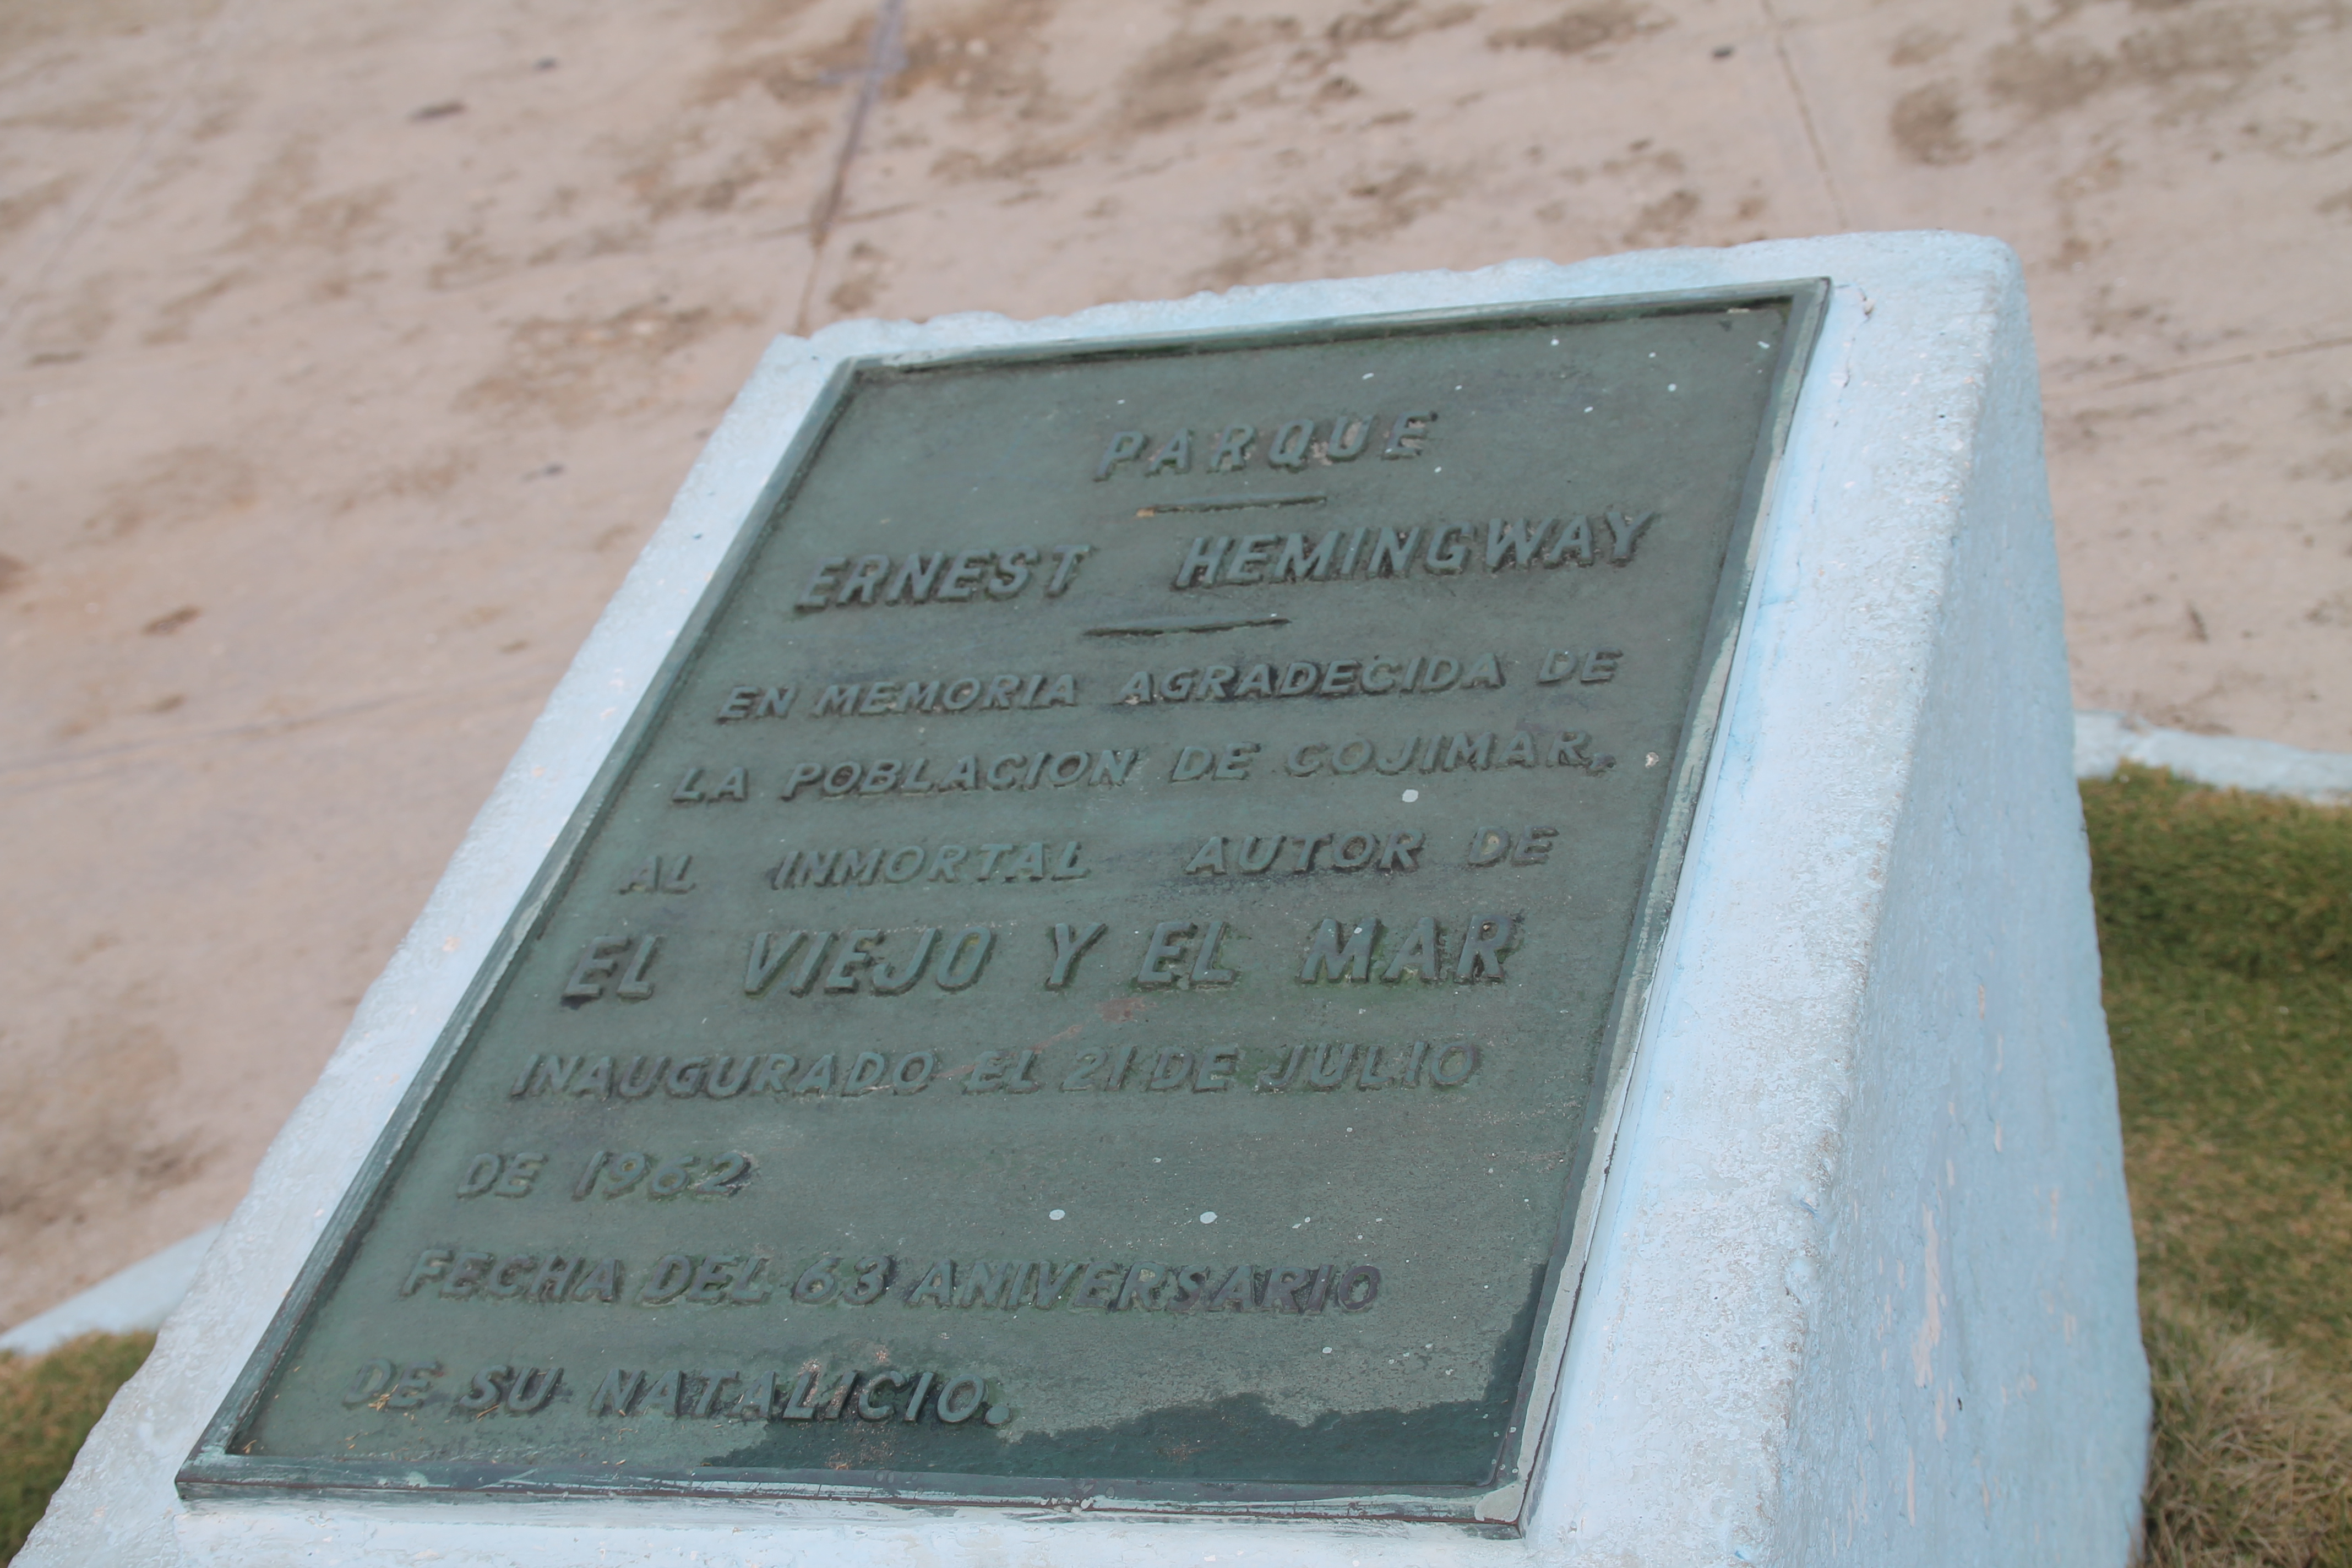 PARQUE
ERNEST HEMINGWAY
EN MEMORIA AGRADECIDA DE
LA POBLACION DE COJIMAR,
AL INMORTAL AUTOR DE
EL VIEJO Y EL MAR
INAUGURADO EL 21 DE JULIO
DE 1962
FECHA DEL 63 ANIVERSARIO
DE SU NATALICIO.